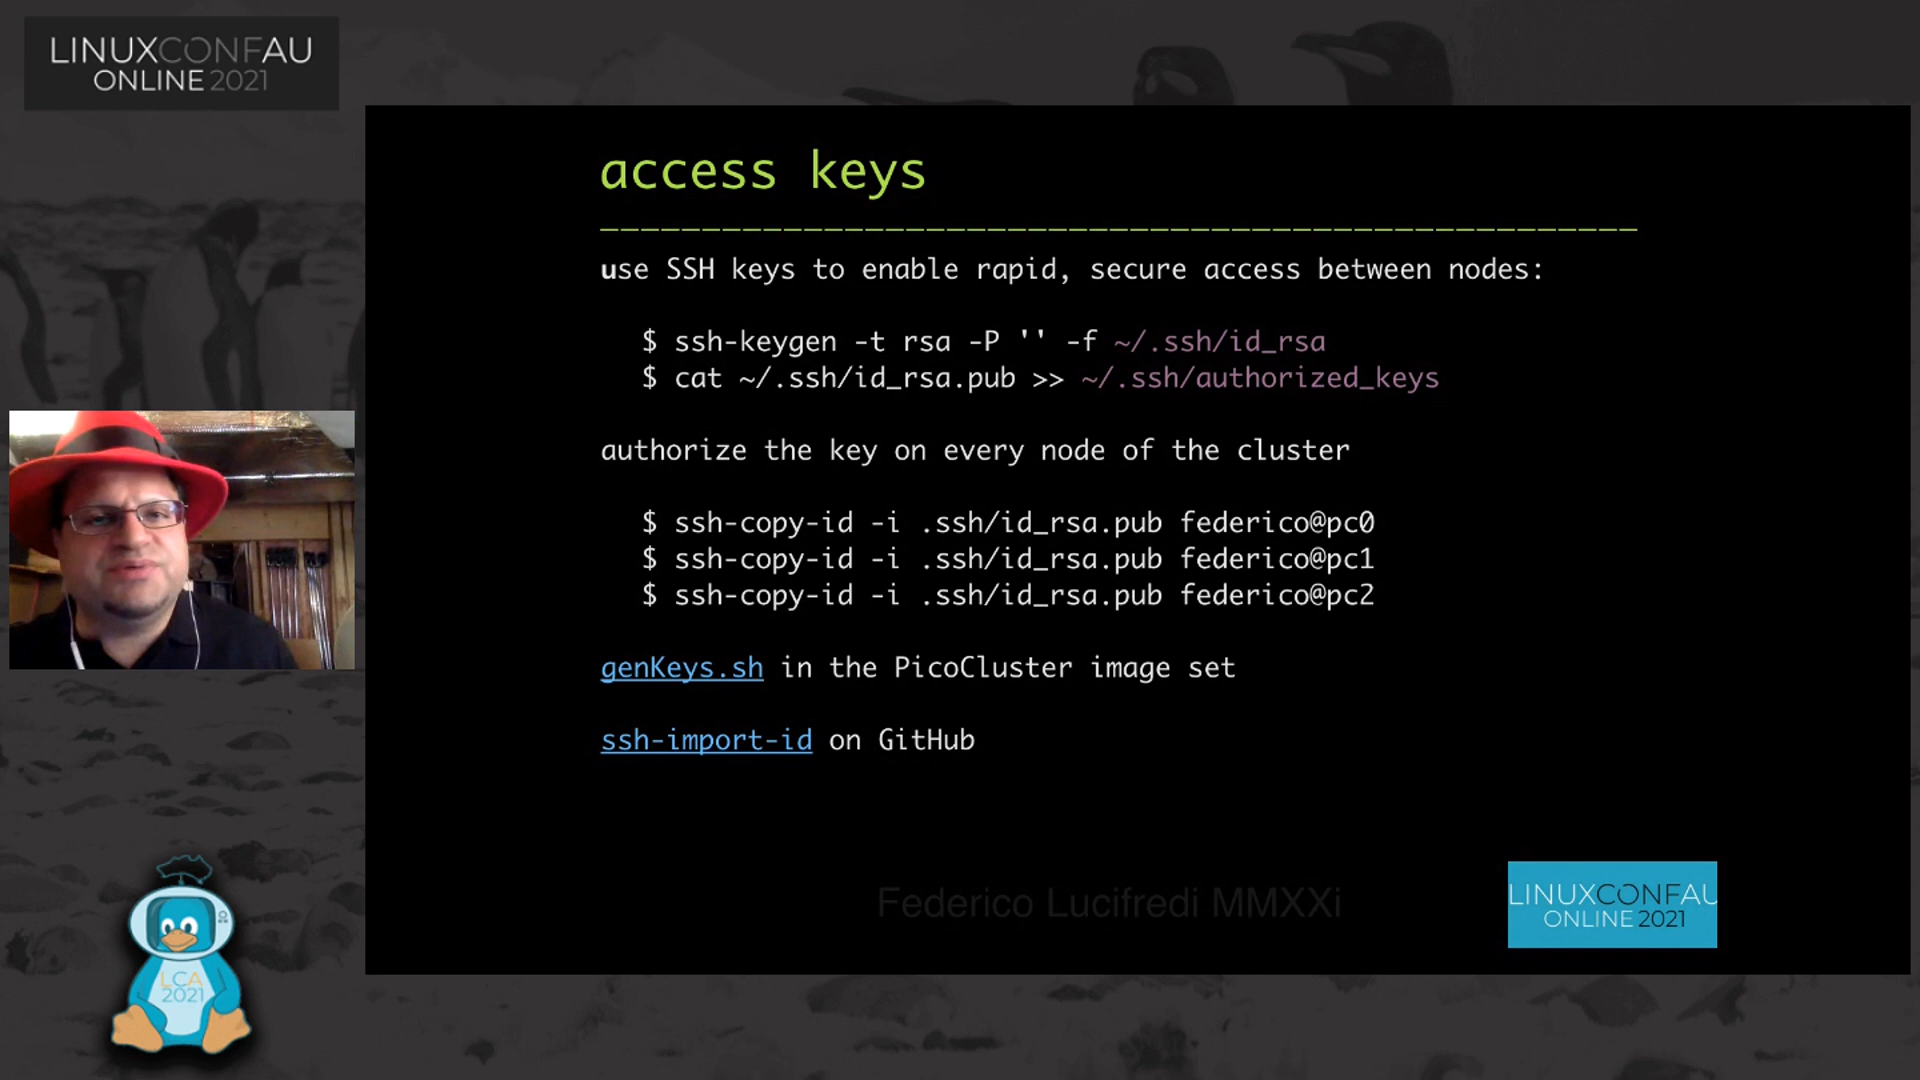 LINUXCONFAU
ONLINE 2021
access keys
use SSH keys to enable rapid, secure access between nodes:
$ ssh-keygen -t rsa -P '' -f ~/.ssh/id_rsa
$ cat ~/.ssh/id_rsa.pub >> ~/.ssh/authorized_keys
authorize the key on every node of the cluster
$ ssh-copy-id -i .ssh/id_rsa.pub federico@pc0
$ ssh-copy-id -i .ssh/id_rsa.pub federico@pc1
$ ssh-copy-id -i .ssh/id_rsa.pub federico@pc2
genKeys.sh in the PicoCluster image set
ssh-import-id on GitHub
Federico Lucifredi MMXXi
LINUXCONFAU
ONLINE 2021
LCA
2021